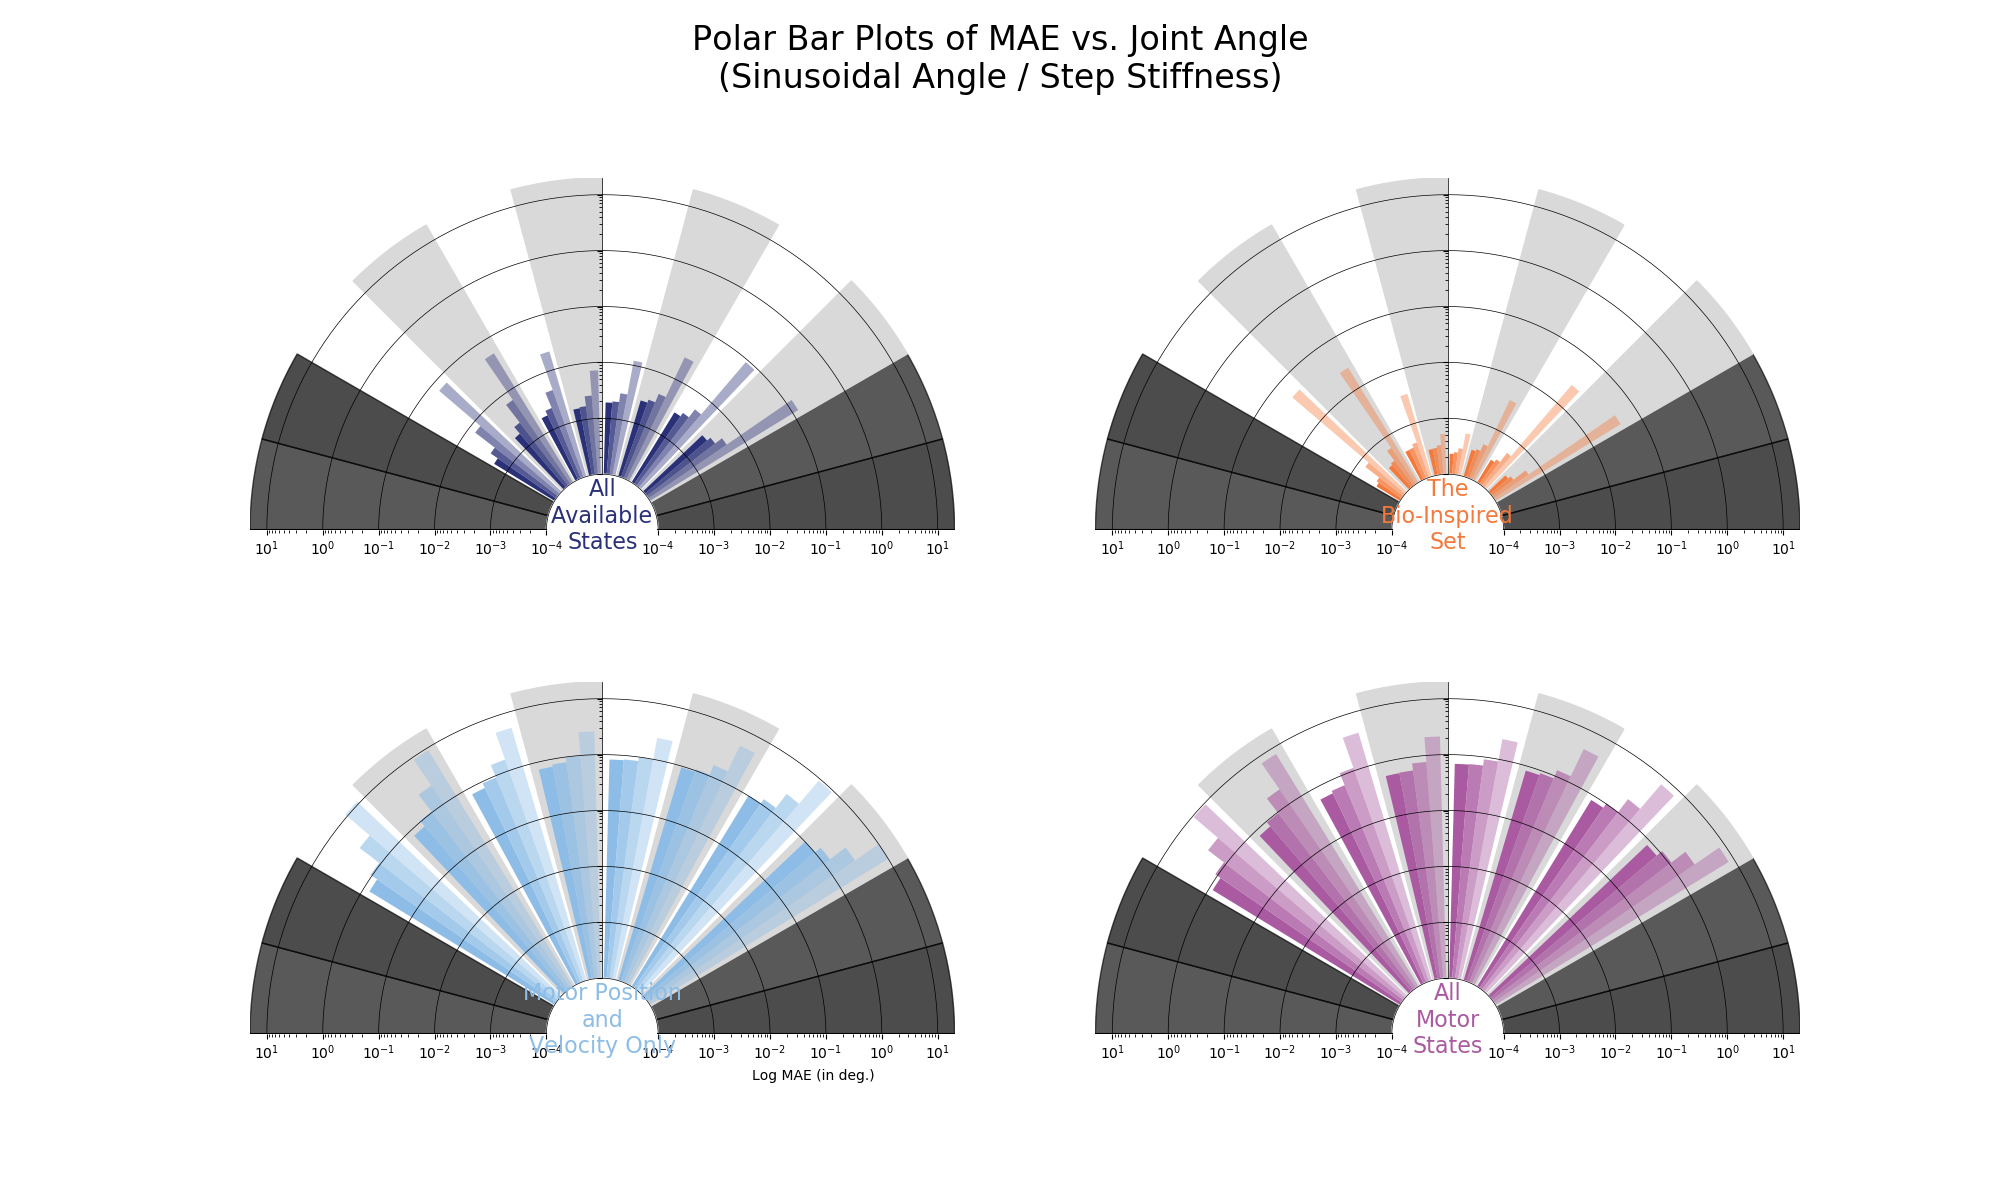 Polar Bar Plots of MAE vs. Joint Angle
(Sinusoidal Angle / Step Stiffness)
All
Available
States
10¹ 10⁰ 10⁻¹ 10⁻² 10⁻³ 10⁻⁴ 10⁻⁴ 10⁻³ 10⁻² 10⁻¹ 10⁰ 10¹
The
Bio-Inspired
Set
10¹ 10⁰ 10⁻¹ 10⁻² 10⁻³ 10⁻⁴ 10⁻⁴ 10⁻³ 10⁻² 10⁻¹ 10⁰ 10¹
Motor Position
and
Velocity Only
10¹ 10⁰ 10⁻¹ 10⁻² 10⁻³ 10⁻⁴ 10⁻⁴ 10⁻³ 10⁻² 10⁻¹ 10⁰ 10¹
Log MAE (in deg.)
All
Motor
States
10¹ 10⁰ 10⁻¹ 10⁻² 10⁻³ 10⁻⁴ 10⁻⁴ 10⁻³ 10⁻² 10⁻¹ 10⁰ 10¹